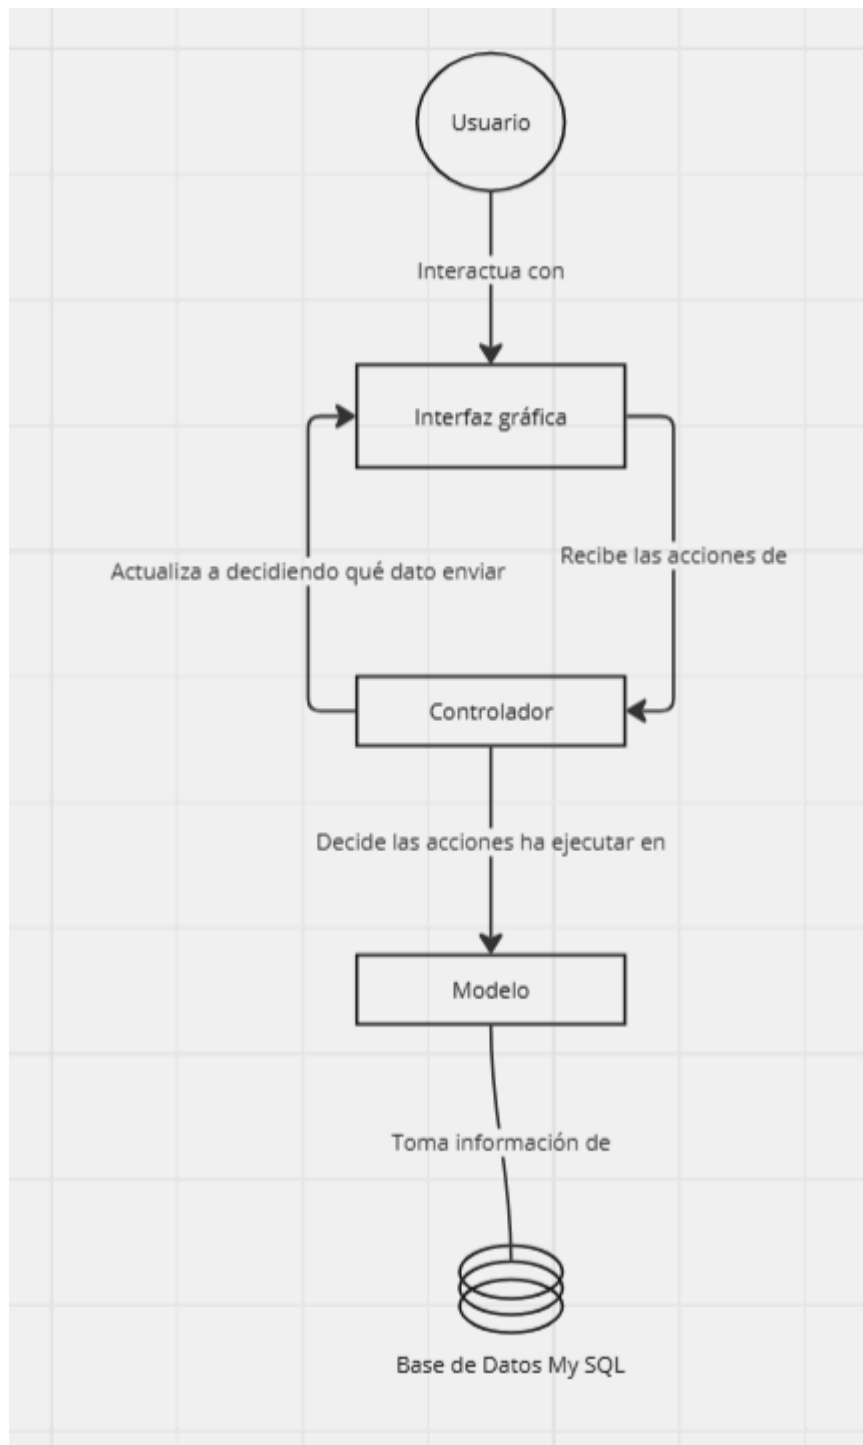 Usuario
Interactua con
Interfaz gráfica
Recibe las acciones de
Actualiza a decidiendo qué dato enviar
Controlador
Decide las acciones ha ejecutar en
Modelo
Toma información de
Base de Datos My SQL